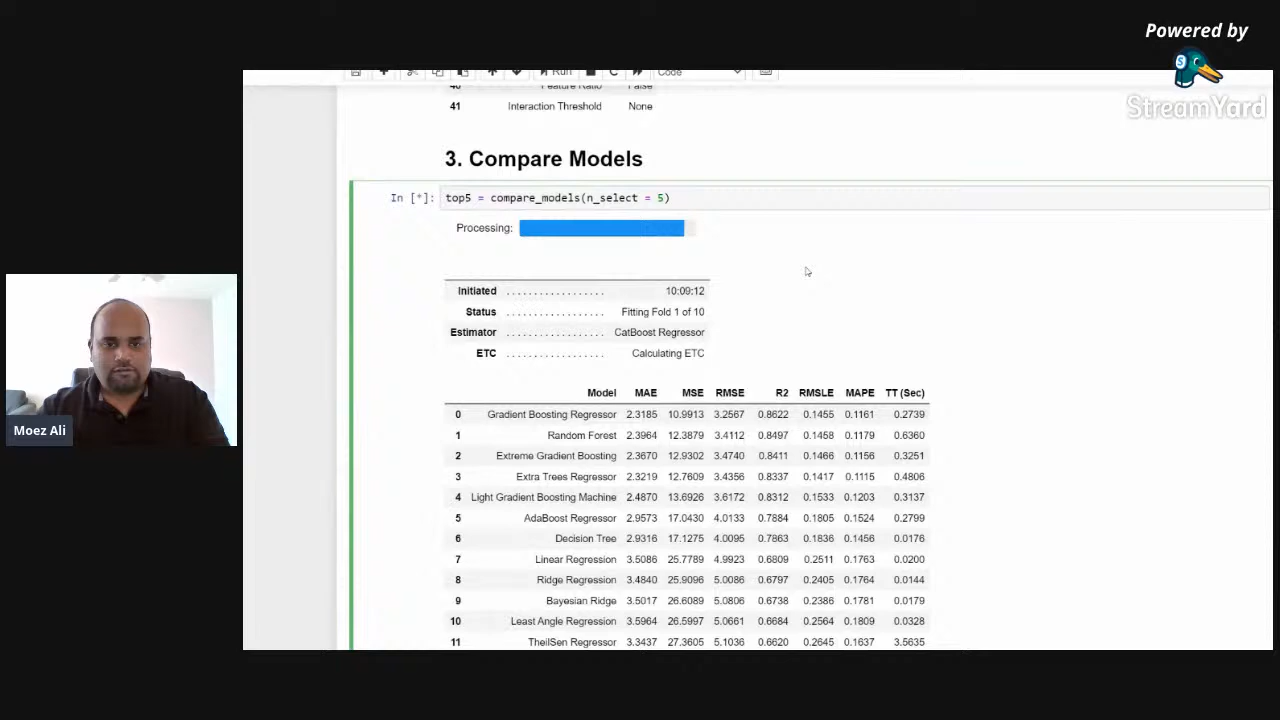 Powered by
StreamYard
Run
Code
40 Feature Ratio False
41 Interaction Threshold None
3. Compare Models
In [*]: top5 = compare_models(n_select = 5)
Processing:
Initiated . . . . . . . . . . . . . . . . . . 10:09:12
Status . . . . . . . . . . . . . . . . . . Fitting Fold 1 of 10
Estimator . . . . . . . . . . . . . . . . . . CatBoost Regressor
ETC . . . . . . . . . . . . . . . . . . Calculating ETC
Model MAE MSE RMSE R2 RMSLE MAPE TT (Sec)
0 Gradient Boosting Regressor 2.3185 10.9913 3.2567 0.8622 0.1455 0.1161 0.2739
1 Random Forest 2.3964 12.3879 3.4112 0.8497 0.1458 0.1179 0.6360
2 Extreme Gradient Boosting 2.3670 12.9302 3.4740 0.8411 0.1466 0.1156 0.3251
3 Extra Trees Regressor 2.3219 12.7609 3.4356 0.8337 0.1417 0.1115 0.4806
4 Light Gradient Boosting Machine 2.4870 13.6926 3.6172 0.8312 0.1533 0.1203 0.3137
5 AdaBoost Regressor 2.9573 17.0430 4.0133 0.7884 0.1805 0.1524 0.2799
6 Decision Tree 2.9316 17.1275 4.0095 0.7863 0.1836 0.1456 0.0176
7 Linear Regression 3.5086 25.7789 4.9923 0.6809 0.2511 0.1763 0.0200
8 Ridge Regression 3.4840 25.9096 5.0086 0.6797 0.2405 0.1764 0.0144
9 Bayesian Ridge 3.5017 26.6089 5.0806 0.6738 0.2386 0.1781 0.0179
10 Least Angle Regression 3.5964 26.5997 5.0661 0.6684 0.2564 0.1809 0.0328
11 TheilSen Regressor 3.3437 27.3605 5.1036 0.6620 0.2645 0.1637 3.5635
Moez Ali